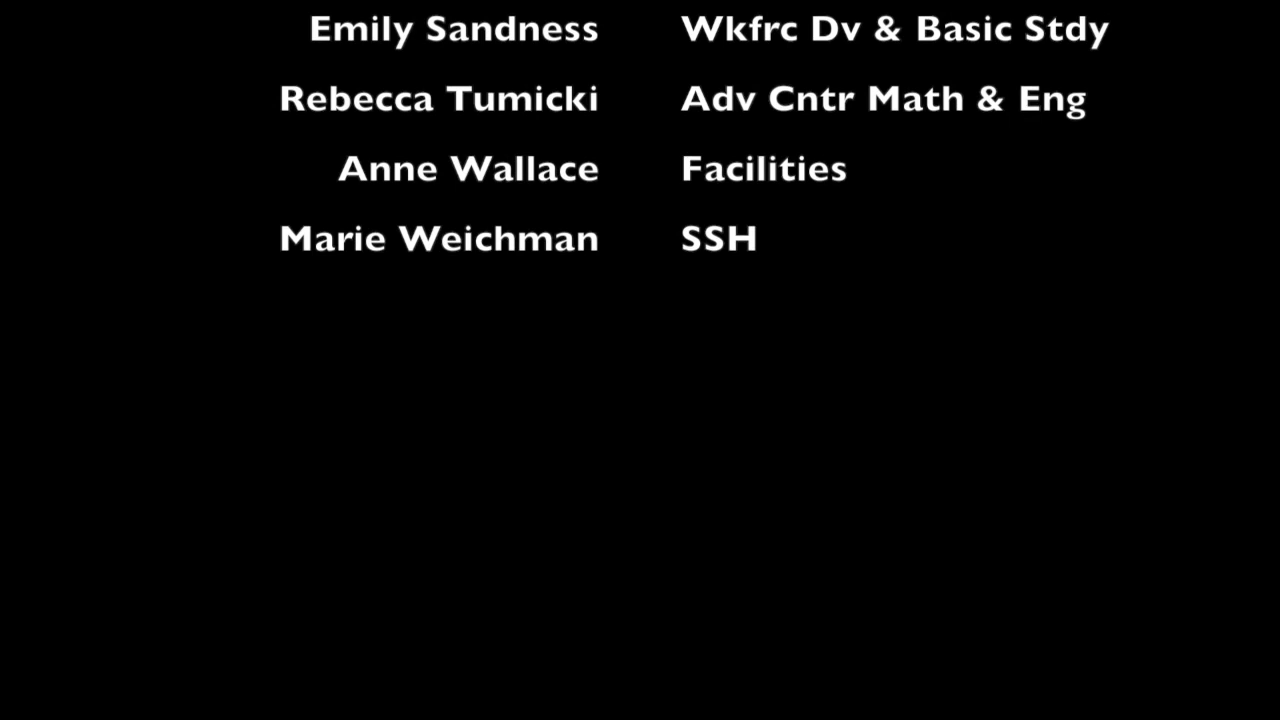 Emily Sandness Wkfrc Dv & Basic Stdy
Rebecca Tumicki Adv Cntr Math & Eng
Anne Wallace Facilities
Marie Weichman SSH